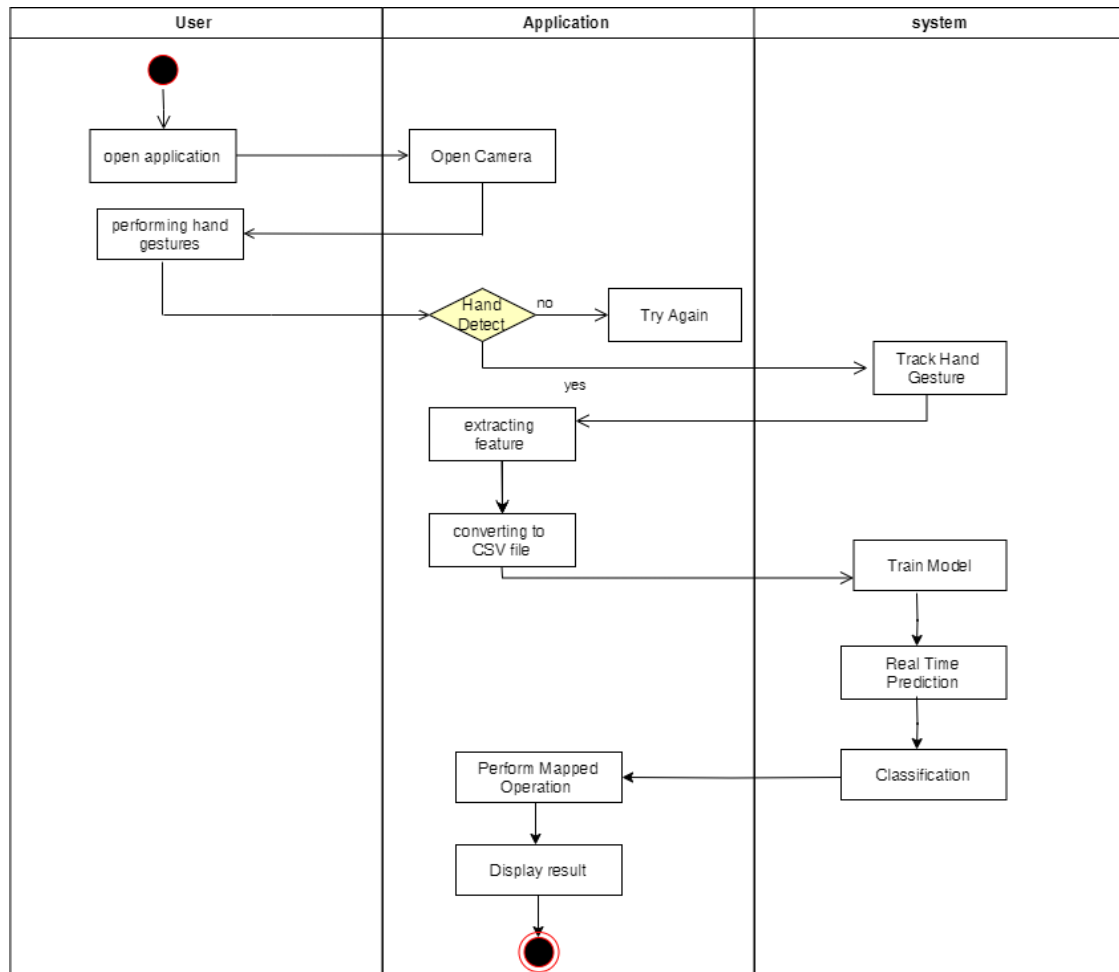 User
Application
system
open application
Open Camera
performing hand
gestures
Hand
Detect
no
Try Again
Track Hand
Gesture
yes
extracting
feature
converting to
CSV file
Train Model
Real Time
Prediction
Perform Mapped
Operation
Classification
Display result